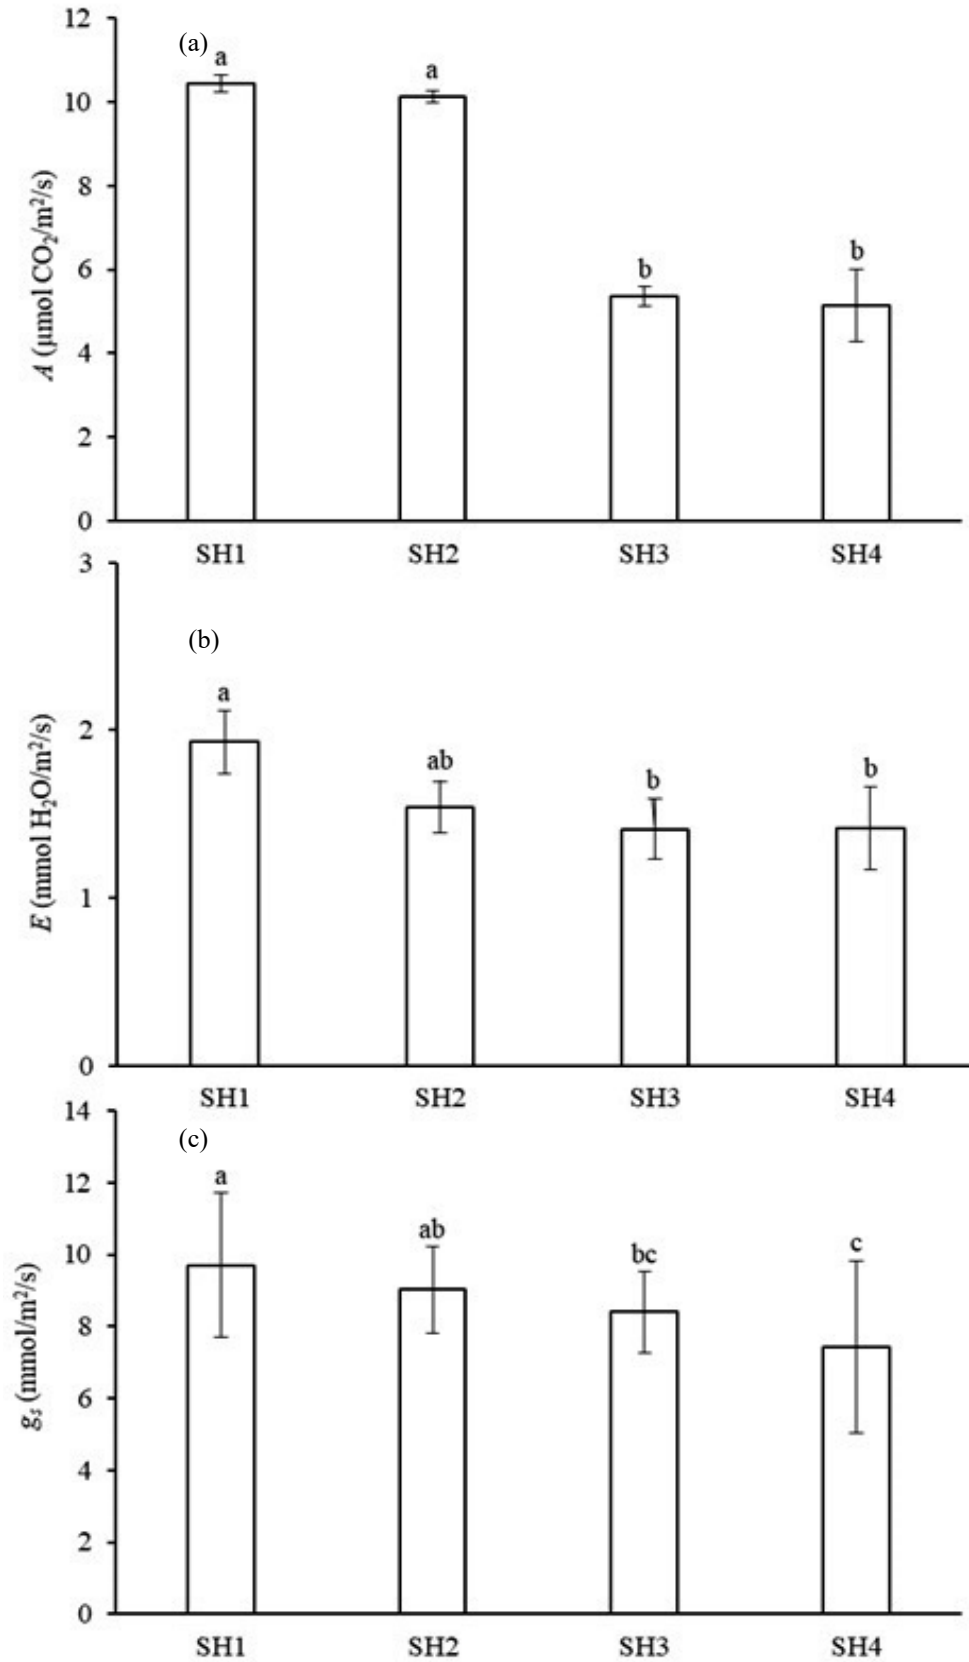 12
(a)
a
a
10
8
6
b
b
4
2
0
A (μmol CO₂/m²/s)
SH1 SH2 SH3 SH4
3
(b)
a
2
ab
b
b
1
0
E (mmol H₂O/m²/s)
SH1 SH2 SH3 SH4
14
(c)
12
a
ab
10
bc
c
8
6
4
2
0
gₛ (mmol/m²/s)
SH1 SH2 SH3 SH4